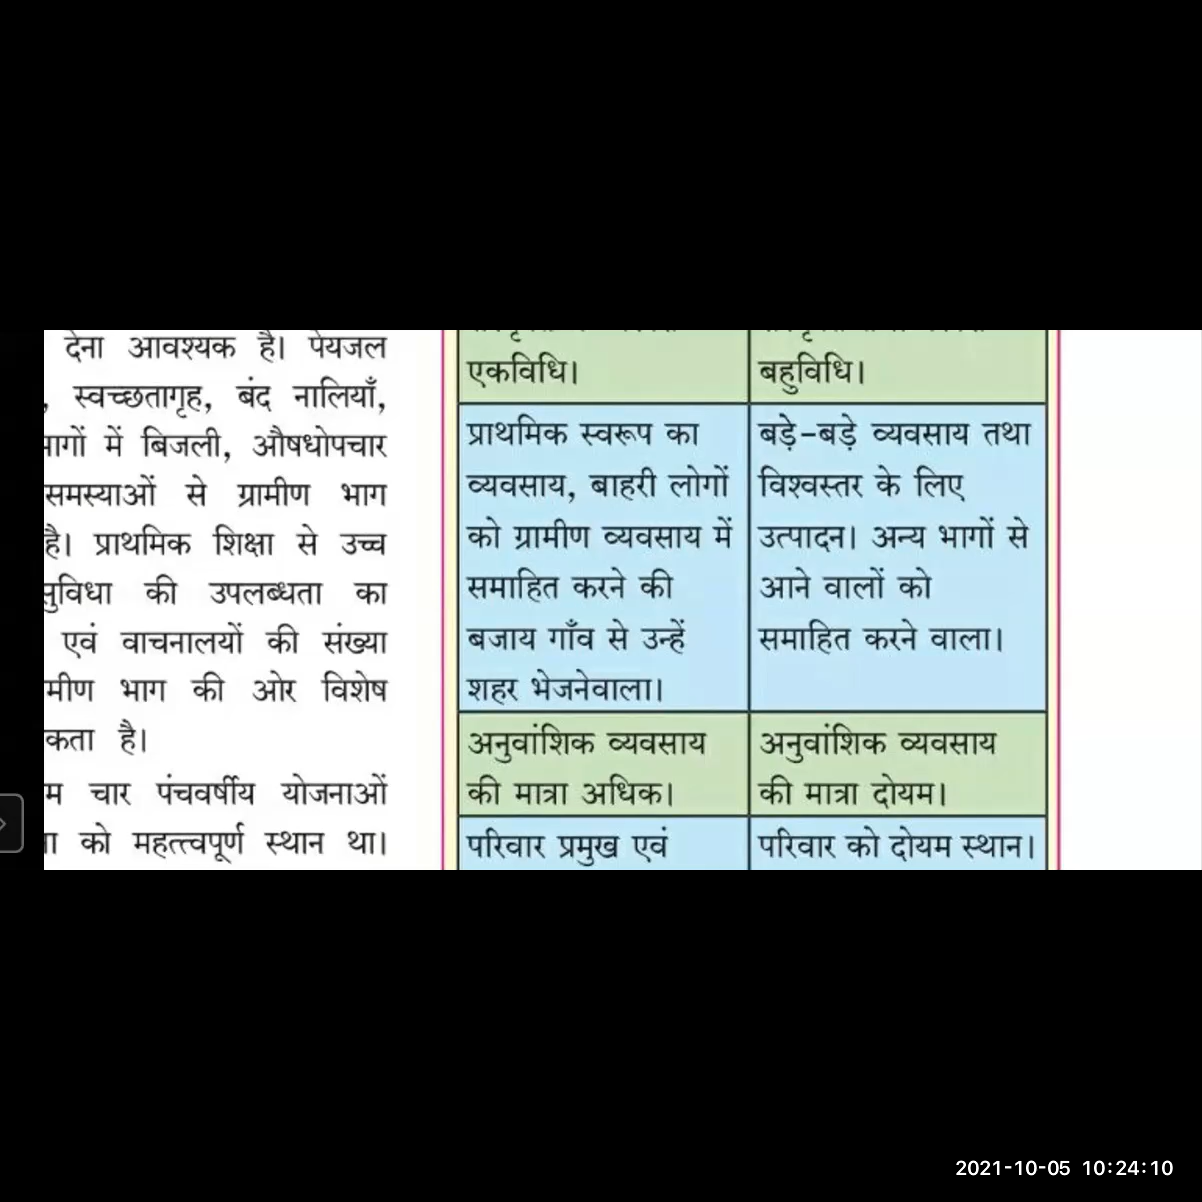 देना आवश्यक है। पेयजल
, स्वच्छतागृह, बंद नालियाँ,
में बिजली, औषधोपचार
समस्याओं से ग्रामीण भाग
है। प्राथमिक शिक्षा से उच्च
सुविधा की उपलब्धता का
एवं वाचनालयों की संख्या
भाग की ओर विशेष
है।
चार पंचवर्षीय योजनाओं
को महत्त्वपूर्ण स्थान था।
एकविधि।
बहुविधि।
प्राथमिक स्वरूप का
व्यवसाय, बाहरी लोगों
को ग्रामीण व्यवसाय में
समाहित करने की
बजाय गाँव से उन्हें
शहर भेजनेवाला।
बड़े-बड़े व्यवसाय तथा
विश्वस्तर के लिए
उत्पादन। अन्य भागों से
आने वालों को
समाहित करने वाला।
अनुवांशिक व्यवसाय
की मात्रा अधिक।
अनुवांशिक व्यवसाय
की मात्रा दोयम।
परिवार प्रमुख एवं
परिवार को दोयम स्थान।
2021-10-05 10:24:10